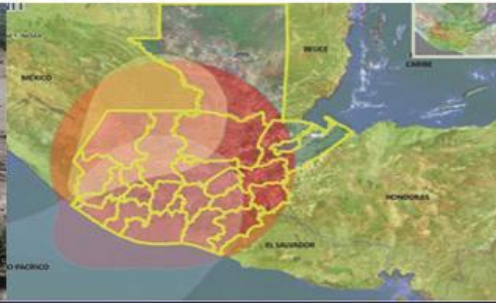 MEXICO
BELICE
CARIBE
HONDURAS
EL SALVADOR
O PACIFICO